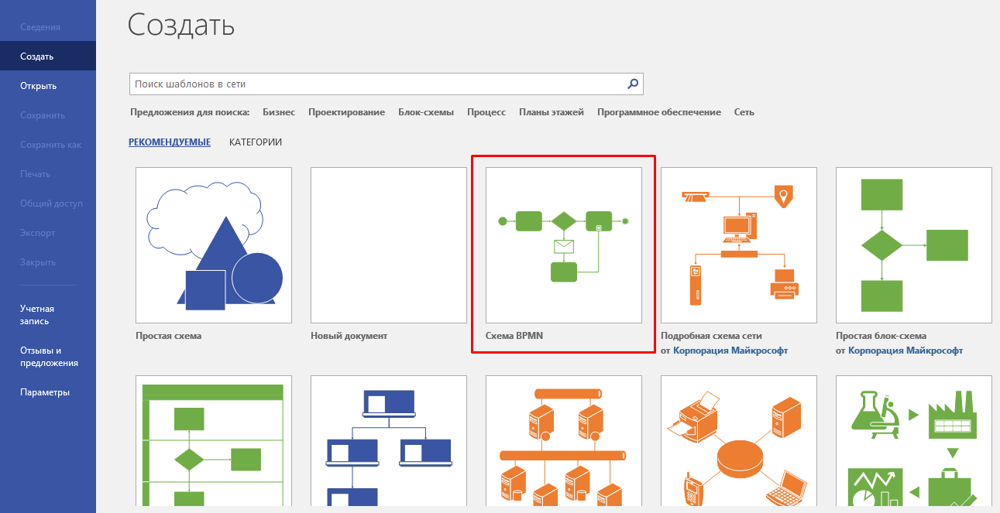 Сведения
Создать
Открыть
Сохранить
Сохранить как
Печать
Общий доступ
Экспорт
Закрыть
Учетная
запись
Отзывы и
предложения
Параметры
Создать
Поиск шаблонов в сети
Предложения для поиска: Бизнес Проектирование Блок-схемы Процесс Планы этажей Программное обеспечение Сеть
РЕКОМЕНДУЕМЫЕ КАТЕГОРИИ
Простая схема
Новый документ
Схема BPMN
Подробная схема сети
от Корпорация Майкрософт
Простая блок-схема
от Корпорация Майкрософт